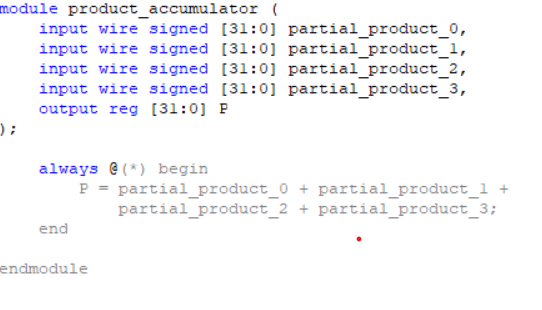 module product_accumulator (
    input wire signed [31:0] partial_product_0,
    input wire signed [31:0] partial_product_1,
    input wire signed [31:0] partial_product_2,
    input wire signed [31:0] partial_product_3,
    output reg [31:0] P
);
    always @(*) begin
        P = partial_product_0 + partial_product_1 +
            partial_product_2 + partial_product_3;
    end
endmodule